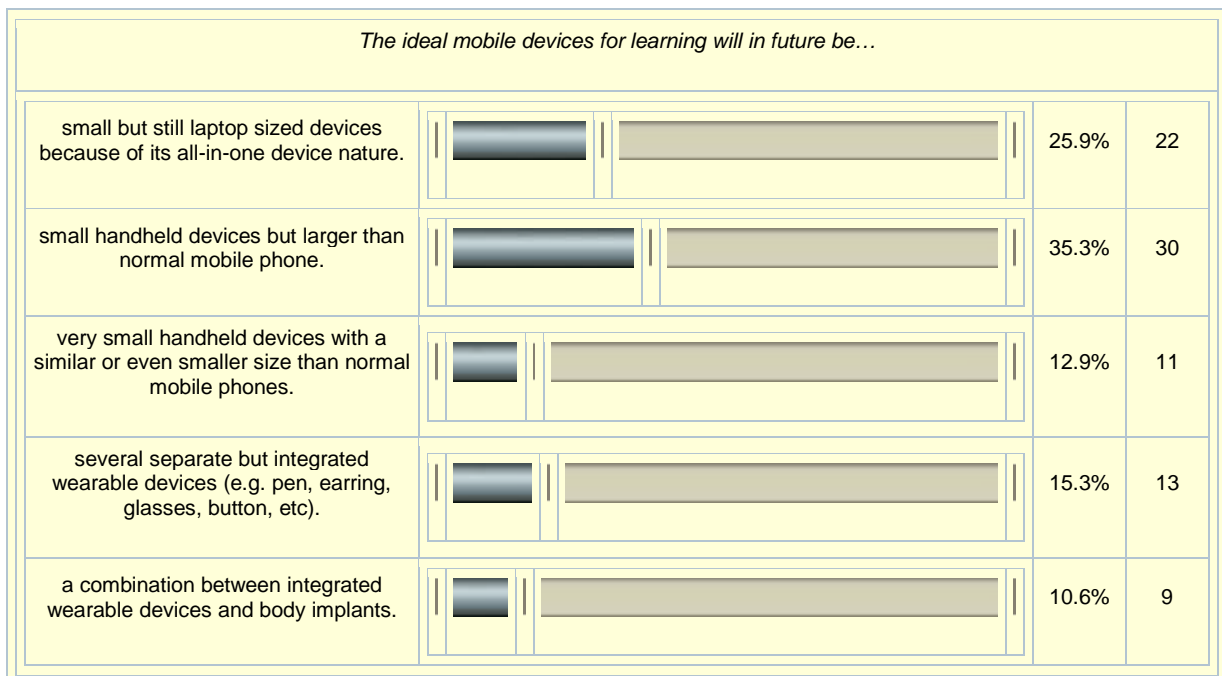 The ideal mobile devices for learning will in future be…
small but still laptop sized devices
because of its all-in-one device nature.
25.9%
22
small handheld devices but larger than
normal mobile phone.
35.3%
30
very small handheld devices with a
similar or even smaller size than normal
mobile phones.
12.9%
11
several separate but integrated
wearable devices (e.g. pen, earring,
glasses, button, etc).
15.3%
13
a combination between integrated
wearable devices and body implants.
10.6%
9